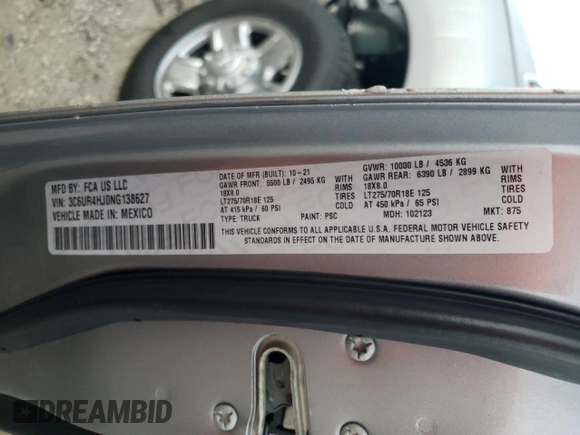 MFD BY: FCA US LLC
VIN: 3C6UR4HJ0NG138627
VEHICLE MADE IN: MEXICO
DATE OF MFR (BUILT): 10-21
GAWR FRONT: 5500 LB / 2495 KG
18X8.0 RIMS
LT275/70R18E 125 TIRES
AT 415 kPa / 60 PSI
TYPE: TRUCK
PAINT: PSC
GVWR: 10000 LB / 4536 KG
GAWR REAR: 6390 LB / 2899 KG
18X8.0 RIMS
LT275/70R18E 125 TIRES
AT 450 kPa / 65 PSI
MDH: 102123
MKT: 875
THIS VEHICLE CONFORMS TO ALL APPLICABLE U.S.A. FEDERAL MOTOR VEHICLE SAFETY
STANDARDS IN EFFECT ON THE DATE OF MANUFACTURE SHOWN ABOVE.
DREAMBID